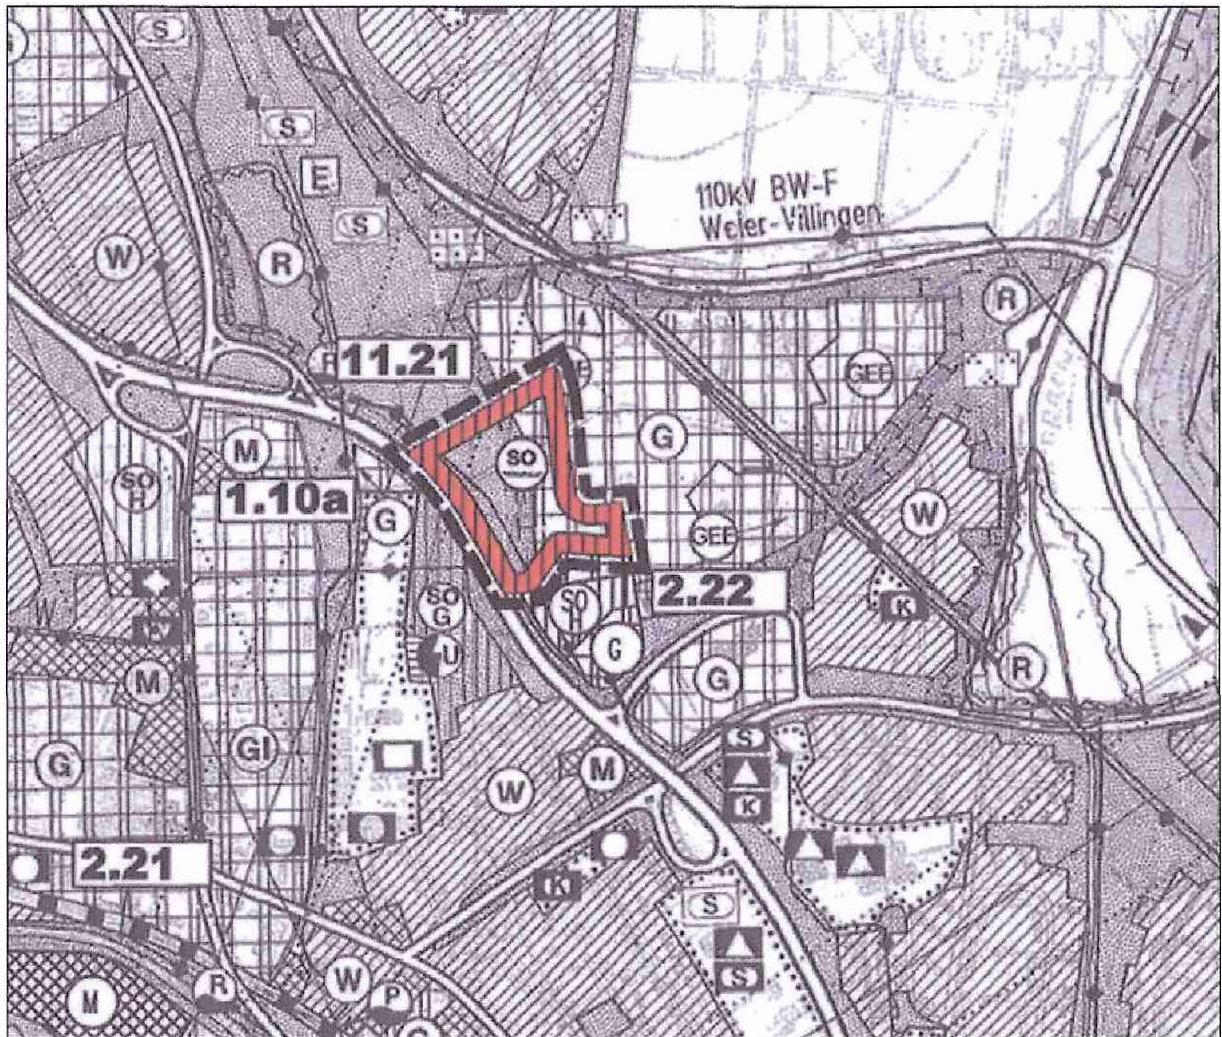 S
S
E
S
110kV BW-F
Weier-Villingen
W
R
R
11.21
GEE
M
SO
H
SO
G
1.10a
G
W
GEE
2.22
K
SO
G
SO
H
U
G
G
R
M
G
GI
W
M
S
K
K
2.21
S
S
W
R
P
M